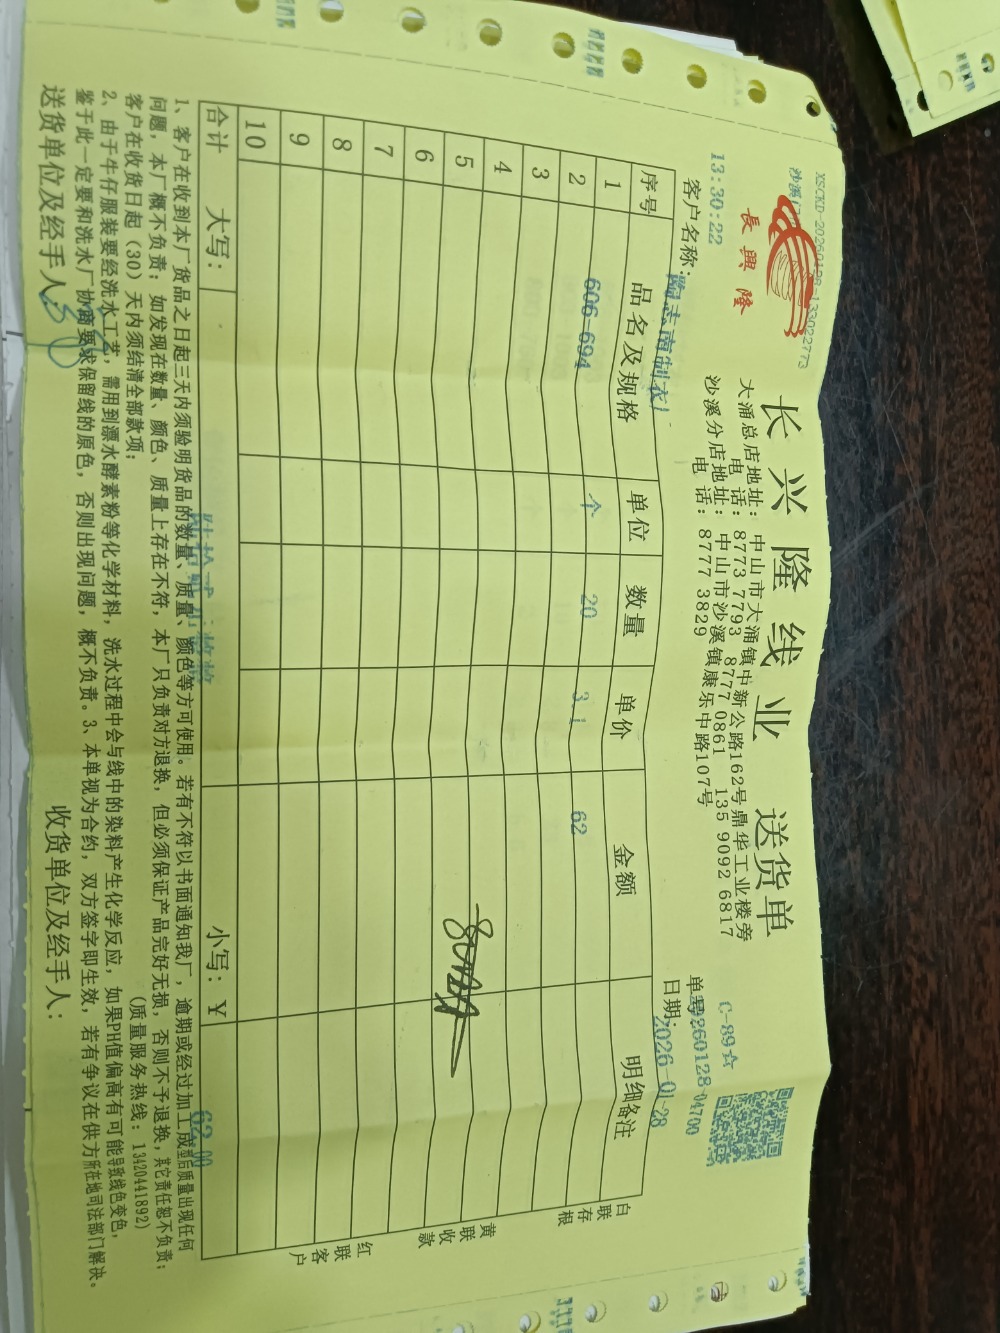 XSCKD-20260128-133022773
沙溪
長興隆
长兴隆线业 送货单
大涌总店地址：中山市大涌镇中新公路162号鼎华工业楼旁
电 话：8773 7793 8777 0861 135 9092 6817
沙溪分店地址：中山市沙溪镇康乐中路107号
电 话：8777 3829
C-89☆
13:30:22
单号：20260128-04700
客户名称：
志南制衣厂
日期：2026-01-28
序号 品名及规格 单位 数量 单价 金额 明细备注
1 606-694 个 20 3.1 62
2
3
4
5
6
7
8
9
10
合计 大写： 陆拾贰元整 小写：￥ 62.00
白联存根
黄联收款
红联客户
1、客户在收到本厂货品之日起三天内须验明货品的数量、质量、颜色等方可使用。若有不符以书面通知我厂，逾期或经过加工成型后质量出现任何
问题，本厂概不负责；如发现在数量、颜色、质量上存在不符，本厂只负责对方退换，但必须保证产品完好无损，否则不予退换，其它责任恕不负责；
客户在收货日起（30）天内须结清全部款项； （质量服务热线：13420441892）
2、由于牛仔服装要经洗水工艺，需用到漂水酵素粉等化学材料，洗水过程中会与线中的染料产生化学反应，如果PH值偏高有可能导致线色变色，
鉴于此一定要和洗水厂协商要求保留线的原色，否则出现问题，概不负责。3、本单视为合约，双方签字即生效，若有争议在供方所在地司法部门解决。
送货单位及经手人： 收货单位及经手人：